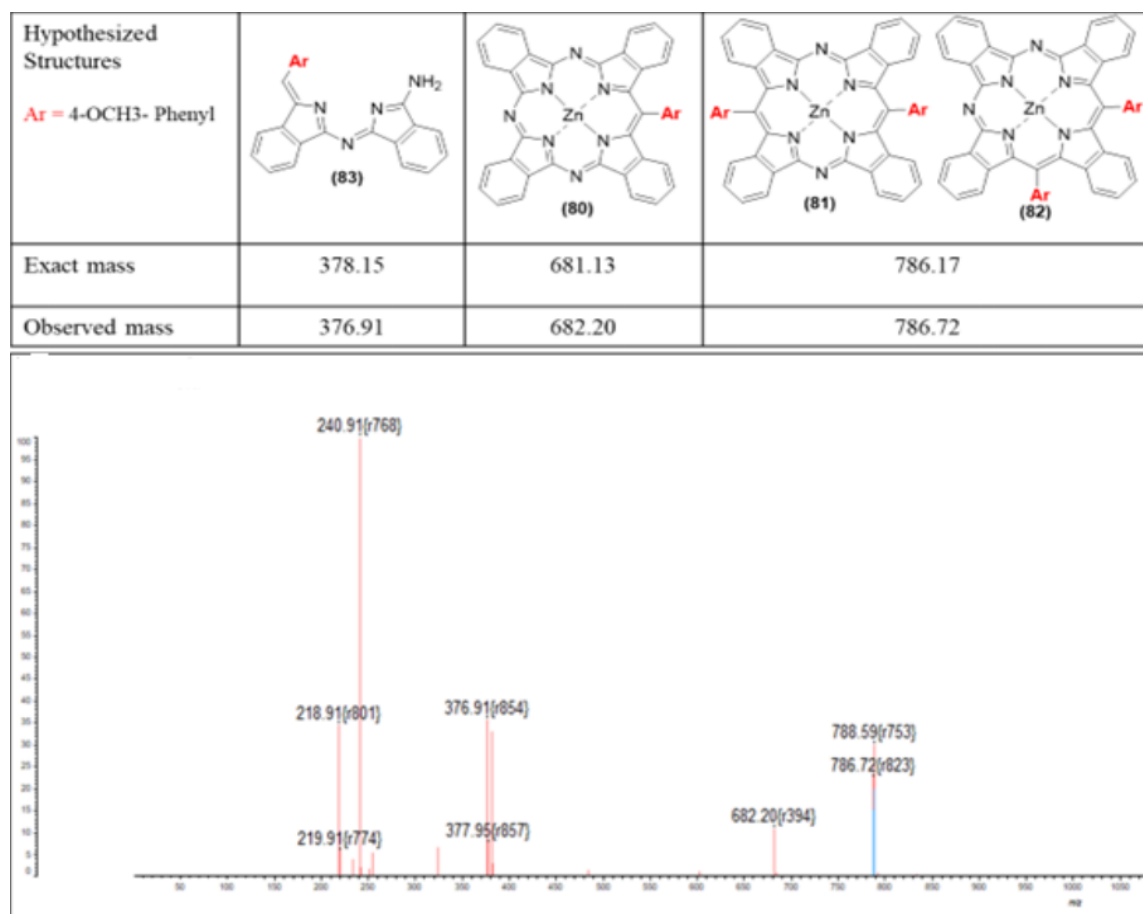 Hypothesized
Structures
Ar = 4-OCH3- Phenyl
Ar
NH2
N
N
N
(83)
N
N
N
Zn
Ar
N
N
N
N
(80)
N
N
N
Ar
Zn
Ar
N
N
N
(81)
N
N
N
N
Zn
Ar
N
N
Ar
(82)
Exact mass
378.15
681.13
786.17
Observed mass
376.91
682.20
786.72
240.91{r768}
218.91{r801}
376.91{r854}
788.59{r753}
786.72{r823}
219.91{r774}
377.95{r857}
682.20{r394}
100
95
90
85
80
75
70
65
60
55
50
45
40
35
30
25
20
15
10
5
0
50
100
150
200
250
300
350
400
450
500
550
600
650
700
750
800
850
900
950
1000
1050
m/z